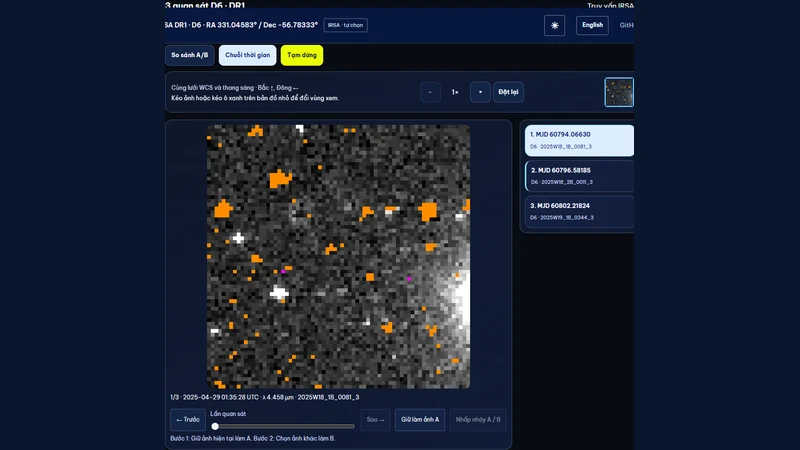 3 quan sát D6 · DR1
Truy vấn IRSA
SA DR1 · D6 · RA 331.04583° / Dec -56.78333°
IRSA · tự chọn
English
GitH
So sánh A/B
Chuỗi thời gian
Tạm dừng
Cùng lưới WCS và thang sáng · Bắc ↑, Đông ←
Kéo ảnh hoặc kéo ô xanh trên bản đồ nhỏ để đổi vùng xem.
−
1×
+
Đặt lại
1. MJD 60794.06630
D6 · 2025W18_1B_0081_3
2. MJD 60796.58185
D6 · 2025W18_2B_0011_3
3. MJD 60802.21824
D6 · 2025W19_1B_0344_3
1/3 · 2025-04-29 01:35:28 UTC · λ 4.458 µm · 2025W18_1B_0081_3
← Trước
Lần quan sát
Sau →
Giữ làm ảnh A
Nhấp nháy A / B
Bước 1: Giữ ảnh hiện tại làm A. Bước 2: Chọn ảnh khác làm B.